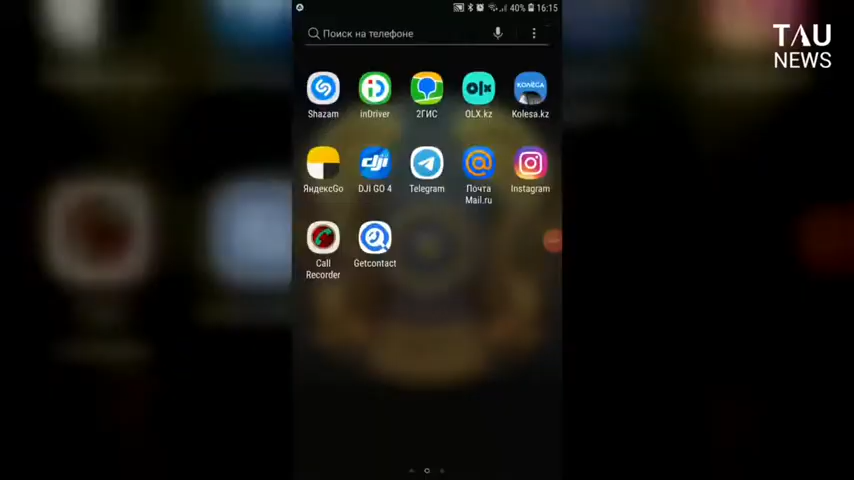 40% 16:15
Поиск на телефоне
TAU
NEWS
KОЛЁСА
Shazam
inDriver
2ГИС
OLX.kz
Kolesa.kz
ЯндексGo
DJI GO 4
Telegram
Почта
Mail.ru
Instagram
Call
Recorder
Getcontact